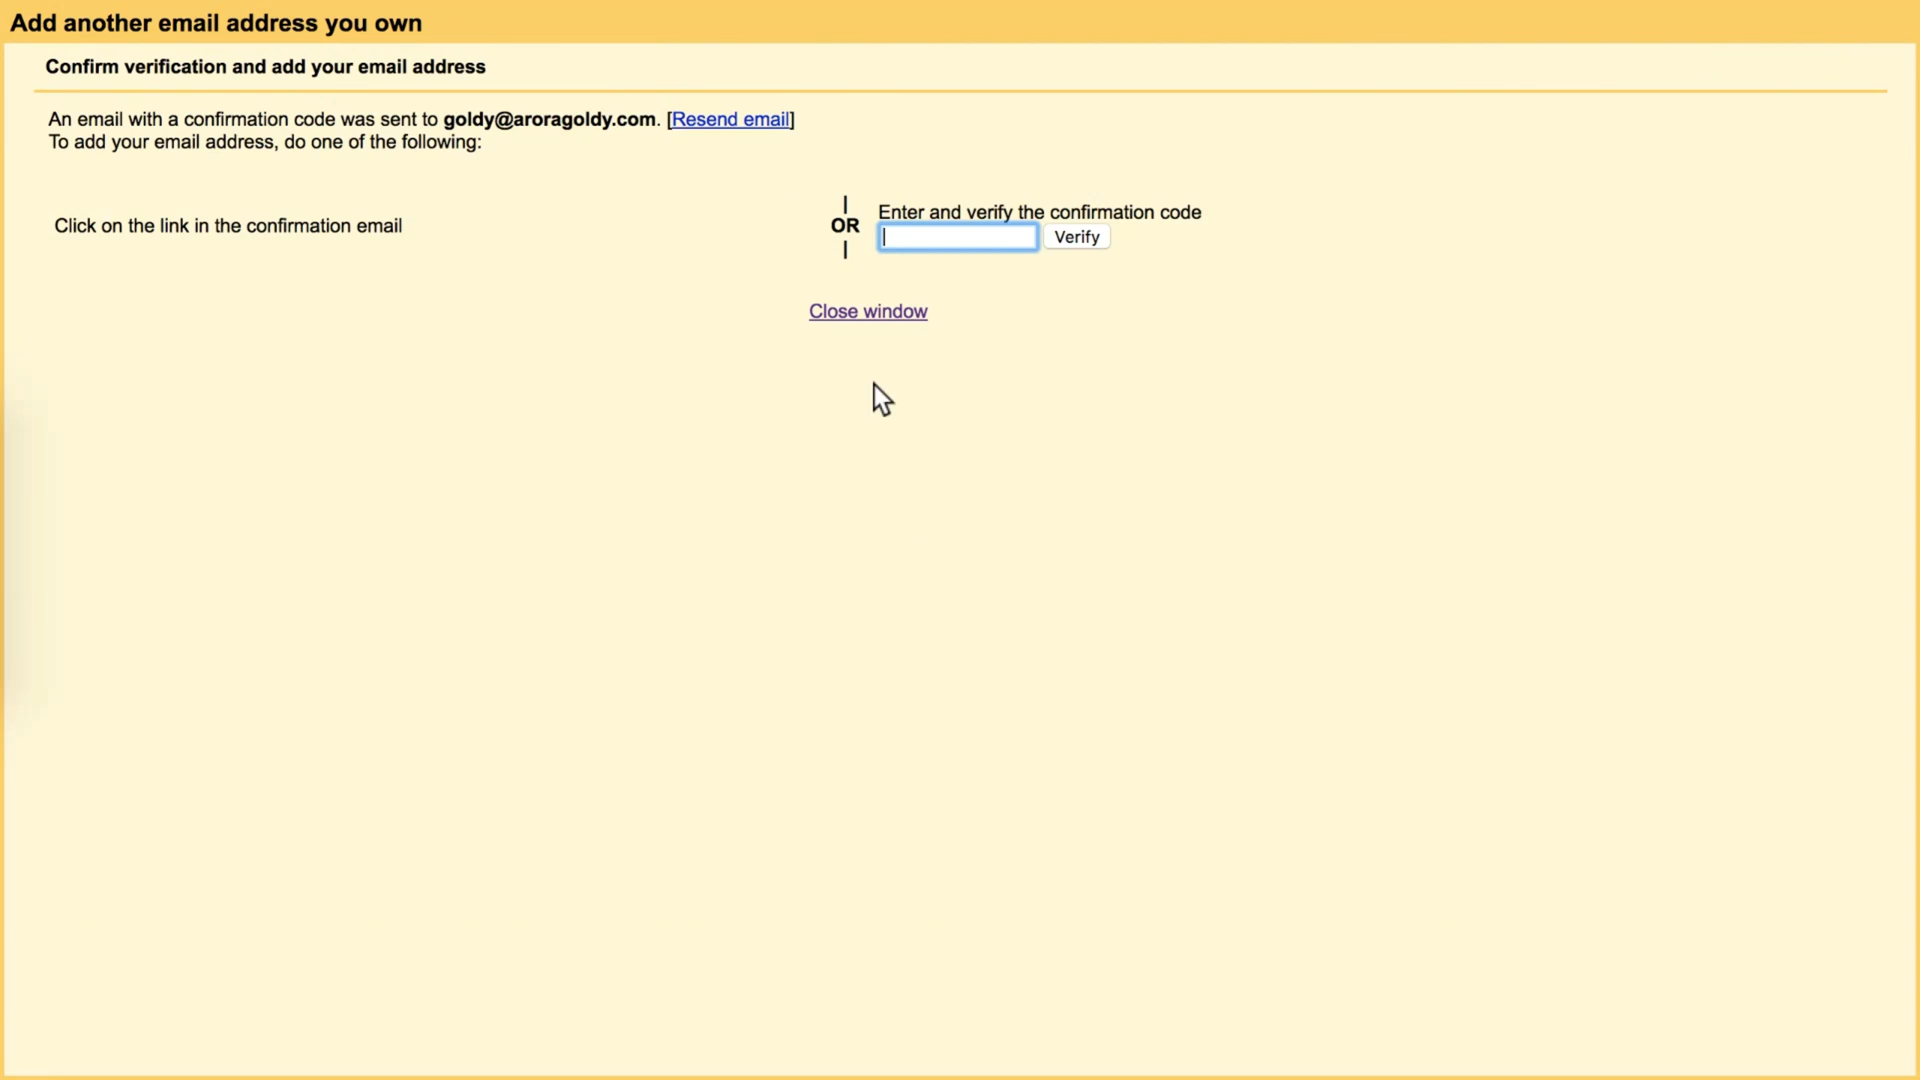 Add another email address you own
Confirm verification and add your email address
An email with a confirmation code was sent to goldy@aroragoldy.com. [Resend email]
To add your email address, do one of the following:
Click on the link in the confirmation email
|
OR
|
Enter and verify the confirmation code
Verify
Close window